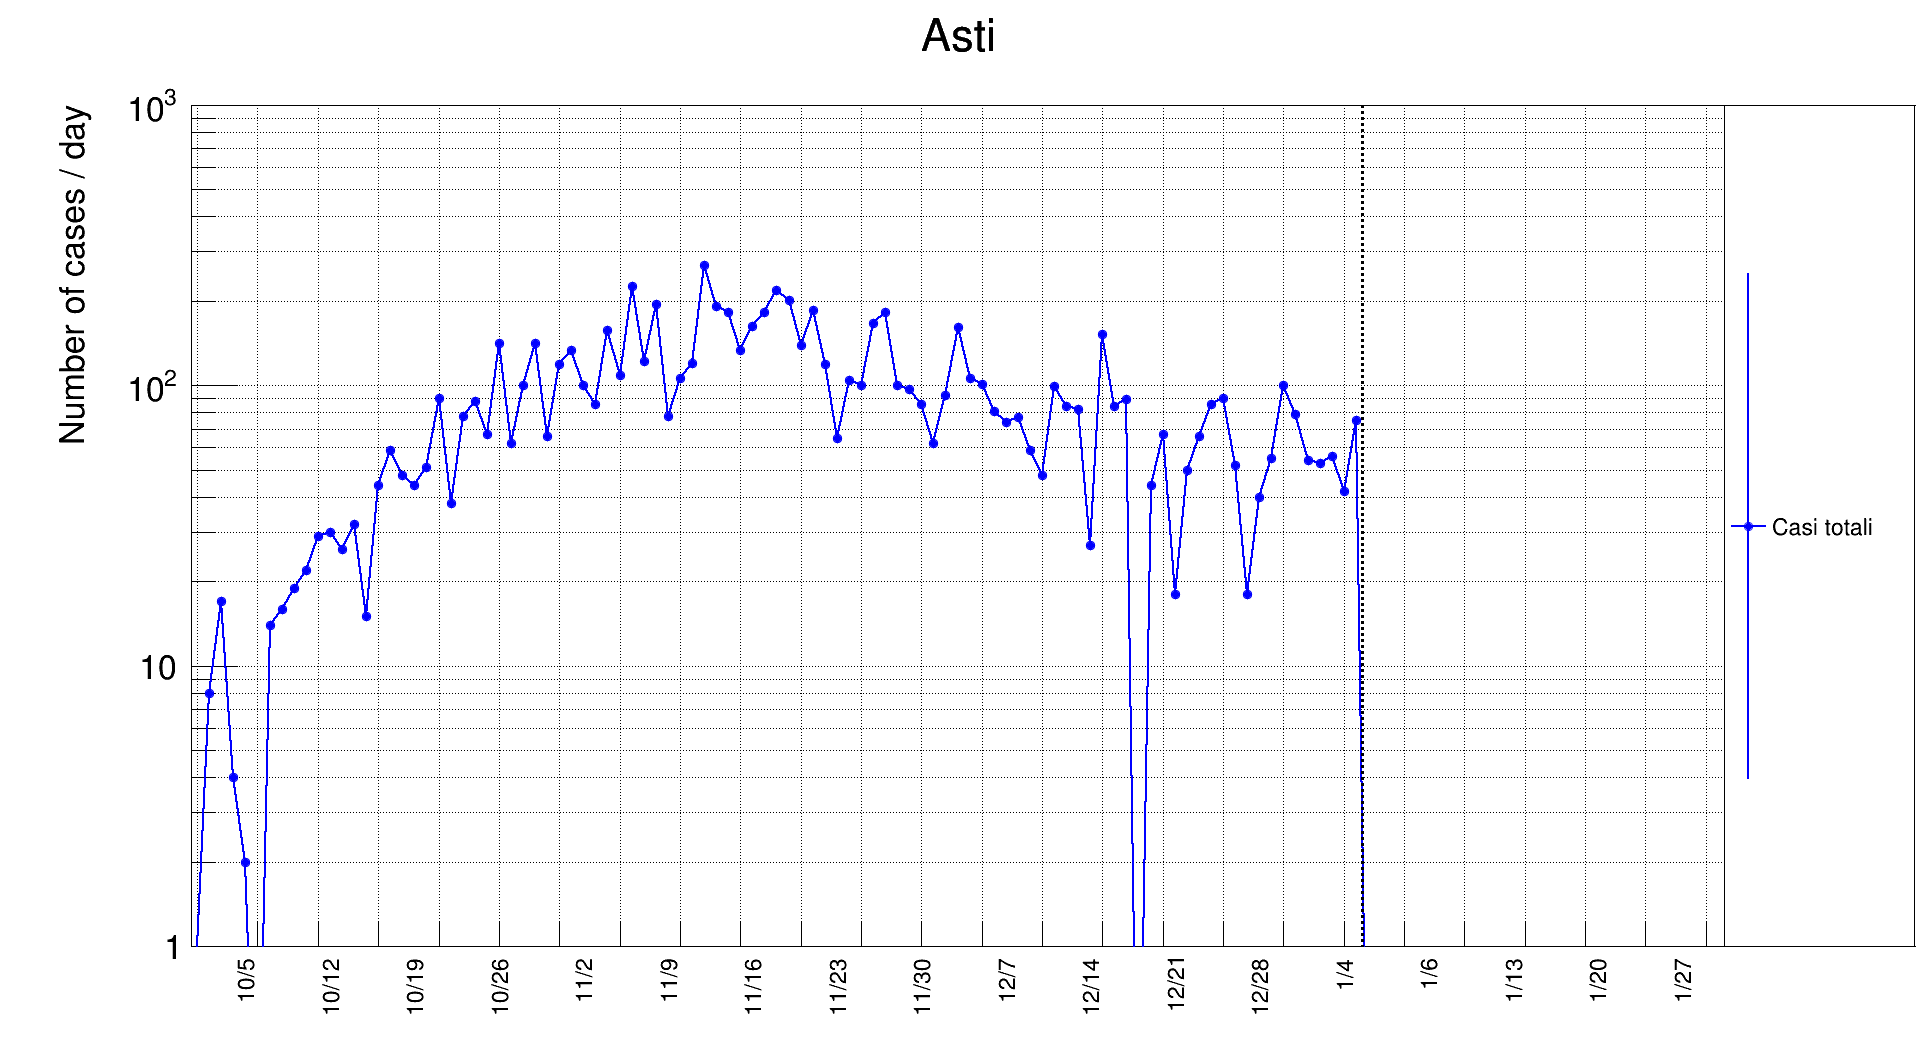 Asti
Number of cases / day
10³
10²
10
1
10/5 10/12 10/19 10/26 11/2 11/9 11/16 11/23 11/30 12/7 12/14 12/21 12/28 1/4 1/6 1/13 1/20 1/27
Casi totali